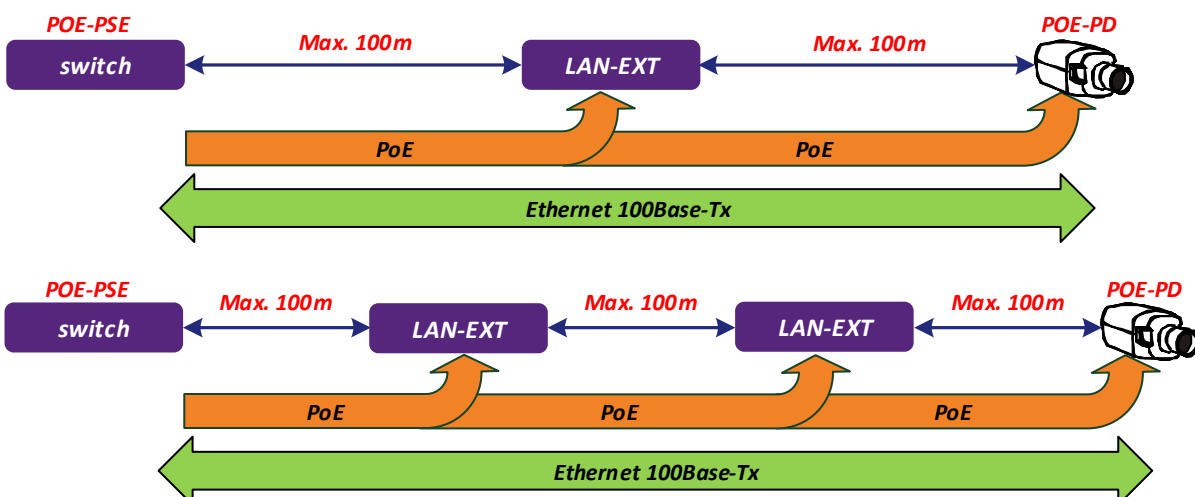 POE-PSE
Max. 100m
Max. 100m
POE-PD
switch
LAN-EXT
PoE
PoE
Ethernet 100Base-Tx
POE-PSE
Max. 100m
Max. 100m
Max. 100m
POE-PD
switch
LAN-EXT
LAN-EXT
PoE
PoE
PoE
Ethernet 100Base-Tx